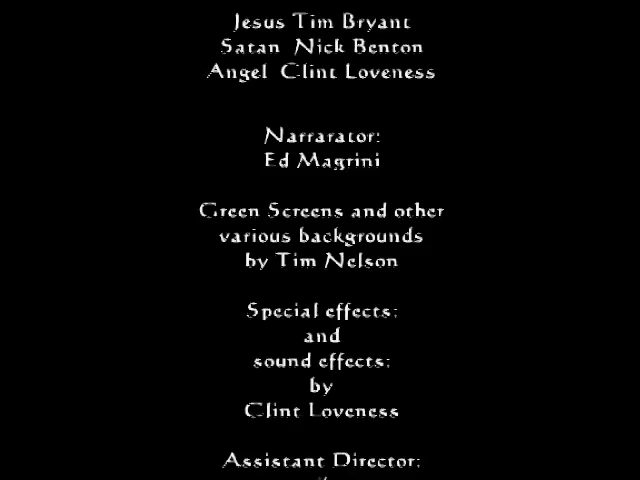 Jesus Tim Bryant
Satan Nick Benton
Angel Clint Loveness
Narrarator:
Ed Magrini
Green Screens and other
various backgrounds
by Tim Nelson
Special effects:
and
sound effects:
by
Clint Loveness
Assistant Director: